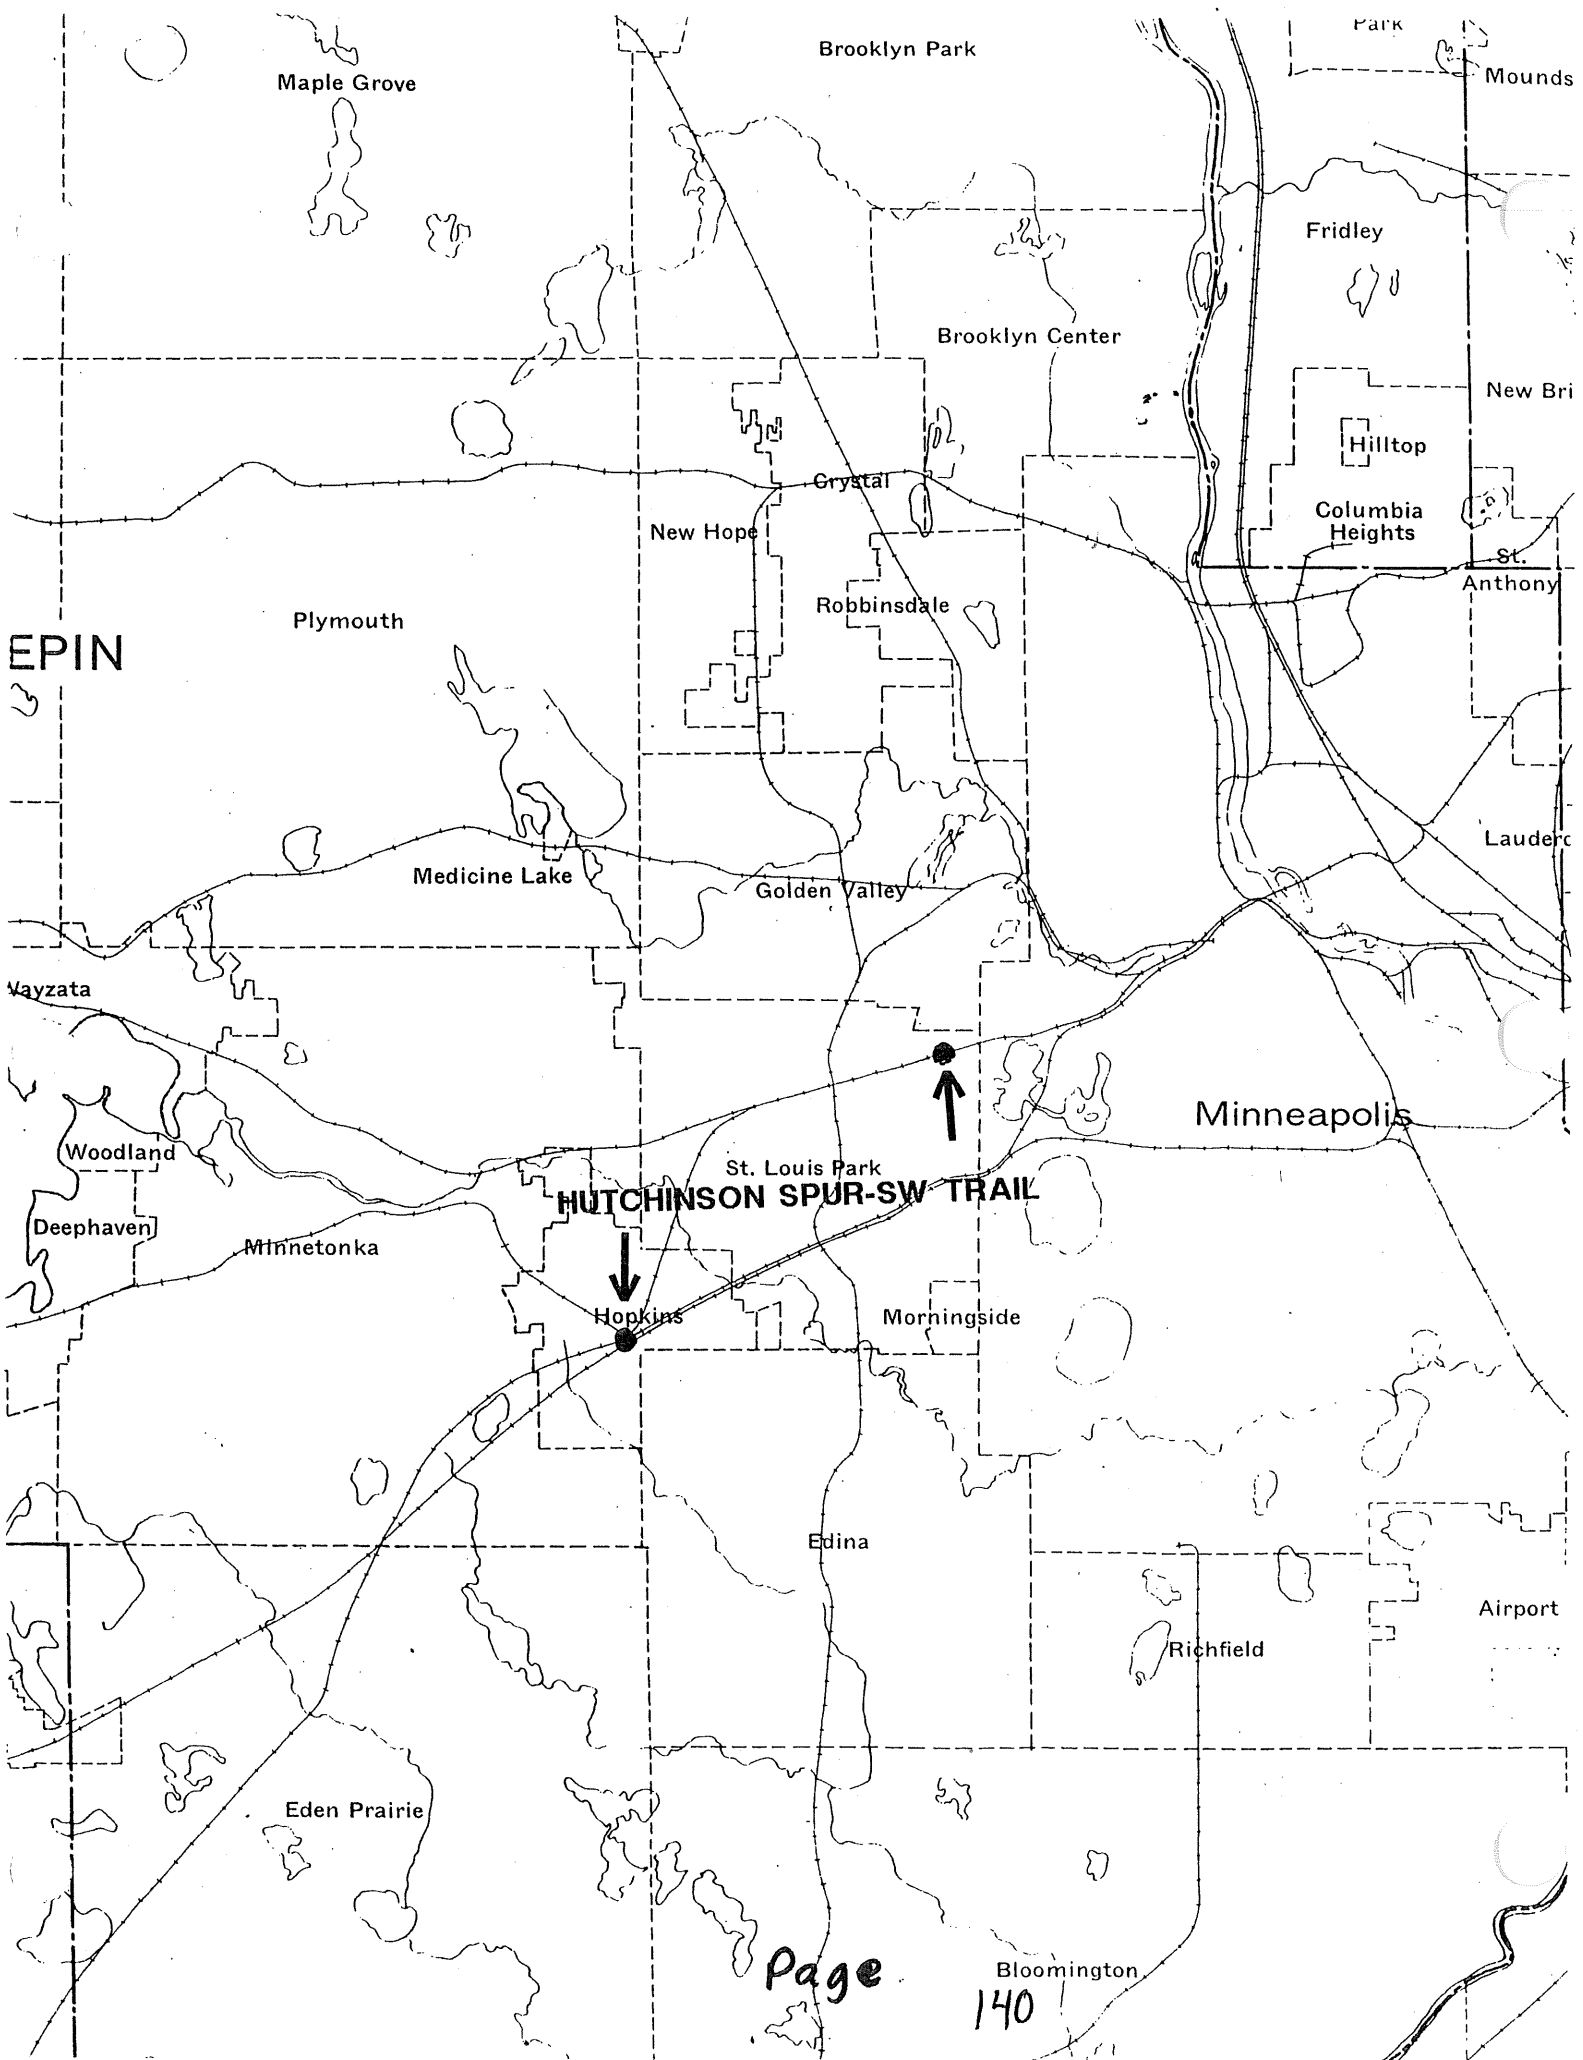 Park
Brooklyn Park
Mounds
Maple Grove
Fridley
Brooklyn Center
New Bri
Hilltop
Crystal
Columbia
Heights
New Hope
St.
Anthony
Robbinsdale
Plymouth
EPIN
Lauderd
Medicine Lake
Golden Valley
Wayzata
Minneapolis
Woodland
St. Louis Park
HUTCHINSON SPUR-SW TRAIL
Deephaven
Minnetonka
Hopkins
Morningside
Edina
Airport
Richfield
Eden Prairie
Page
Bloomington
140